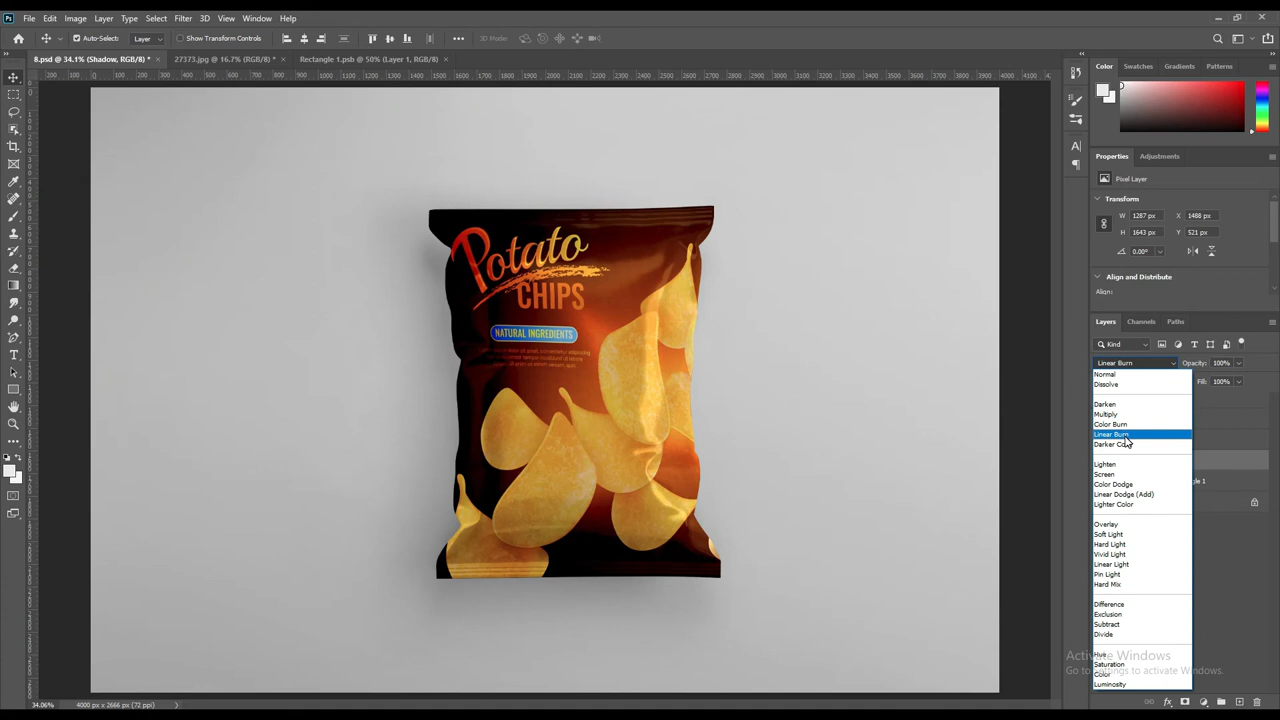 File Edit Image Layer Type Select Filter 3D View Window Help
Auto-Select: Layer Show Transform Controls 3D Mode:
8.psd @ 34.1% (Shadow, RGB/8) * 27373.jpg @ 16.7% (RGB/8) * Rectangle 1.psb @ 50% (Layer 1, RGB/8)
Color Swatches Gradients Patterns
Properties Adjustments
Pixel Layer
Transform
W 1287 px X 1488 px
H 1643 px Y 521 px
0.00°
Align and Distribute
Align:
Layers Channels Paths
Kind
Linear Burn Opacity: 100%
Fill: 100%
Normal
Dissolve
Darken
Multiply
Color Burn
Linear Burn
Darker Color
Lighten
Screen
Color Dodge
Linear Dodge (Add)
Lighter Color
Overlay
Soft Light
Hard Light
Vivid Light
Linear Light
Pin Light
Hard Mix
Difference
Exclusion
Subtract
Divide
Hue
Saturation
Color
Luminosity
Activate Windows
Go to Settings to activate Windows.
Potato
CHIPS
NATURAL INGREDIENTS
34.06% 4000 px x 2666 px (72 ppi)